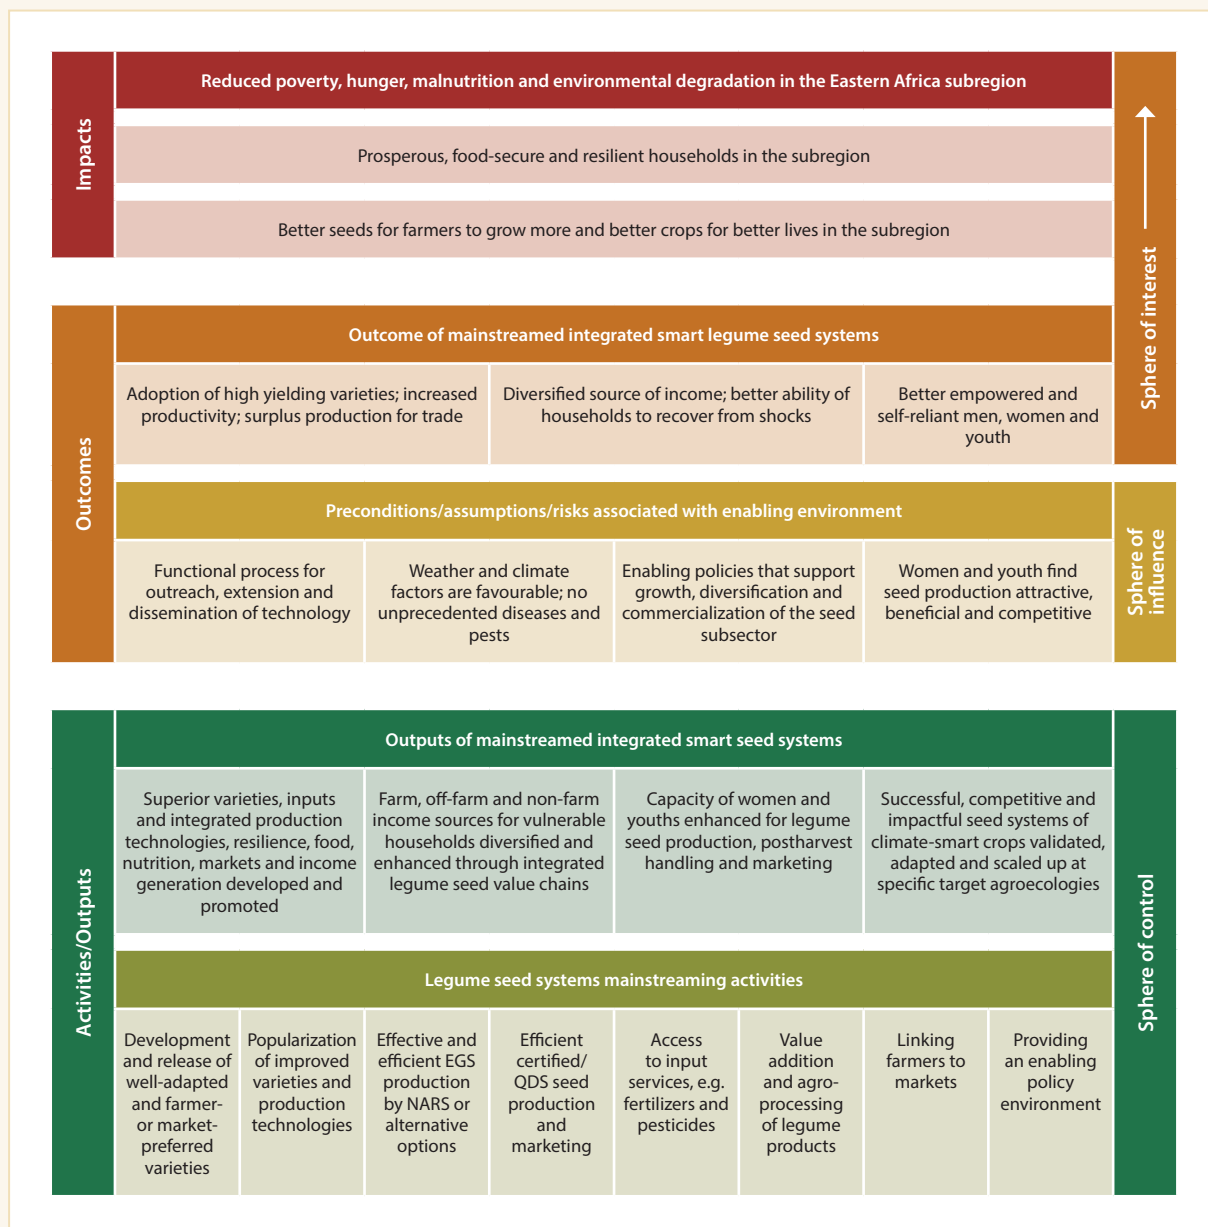 Impacts
Reduced poverty, hunger, malnutrition and environmental degradation in the Eastern Africa subregion
Prosperous, food-secure and resilient households in the subregion
Better seeds for farmers to grow more and better crops for better lives in the subregion
Sphere of interest
Outcomes
Outcome of mainstreamed integrated smart legume seed systems
Adoption of high yielding varieties; increased
productivity; surplus production for trade
Diversified source of income; better ability of
households to recover from shocks
Better empowered and
self-reliant men, women and
youth
Preconditions/assumptions/risks associated with enabling environment
Functional process for
outreach, extension and
dissemination of technology
Weather and climate
factors are favourable; no
unprecedented diseases and
pests
Enabling policies that support
growth, diversification and
commercialization of the seed
subsector
Women and youth find
seed production attractive,
beneficial and competitive
Sphere of
influence
Activities/Outputs
Outputs of mainstreamed integrated smart seed systems
Superior varieties, inputs
and integrated production
technologies, resilience, food,
nutrition, markets and income
generation developed and
promoted
Farm, off-farm and non-farm
income sources for vulnerable
households diversified and
enhanced through integrated
legume seed value chains
Capacity of women and
youths enhanced for legume
seed production, postharvest
handling and marketing
Successful, competitive and
impactful seed systems of
climate-smart crops validated,
adapted and scaled up at
specific target agroecologies
Legume seed systems mainstreaming activities
Development
and release of
well-adapted
and farmer-
or market-
preferred
varieties
Popularization
of improved
varieties and
production
technologies
Effective and
efficient EGS
production
by NARS or
alternative
options
Efficient
certified/
QDS seed
production
and
marketing
Access
to input
services, e.g.
fertilizers and
pesticides
Value
addition
and agro-
processing
of legume
products
Linking
farmers to
markets
Providing
an enabling
policy
environment
Sphere of control